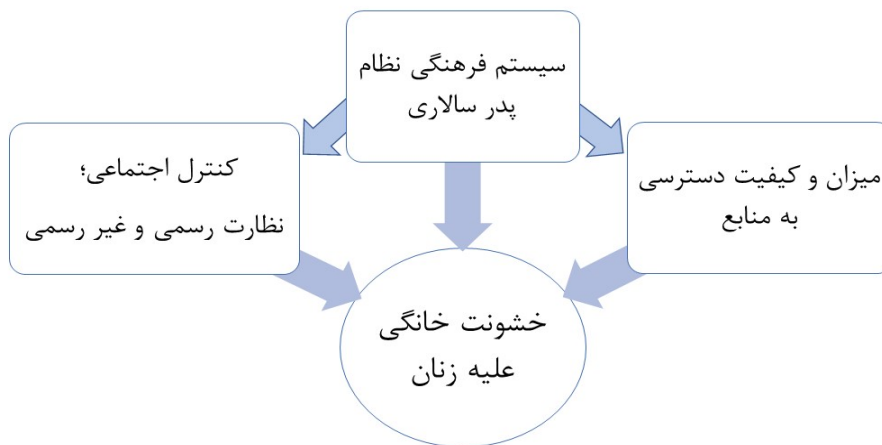 سیستم فرهنگی نظام
پدر سالاری
میزان و کیفیت دسترسی
به منابع
کنترل اجتماعی؛
نظارت رسمی و غیر رسمی
خشونت خانگی
علیه زنان